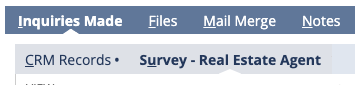 Inquiries Made Files Mail Merge Notes
CRM Records • Survey - Real Estate Agent